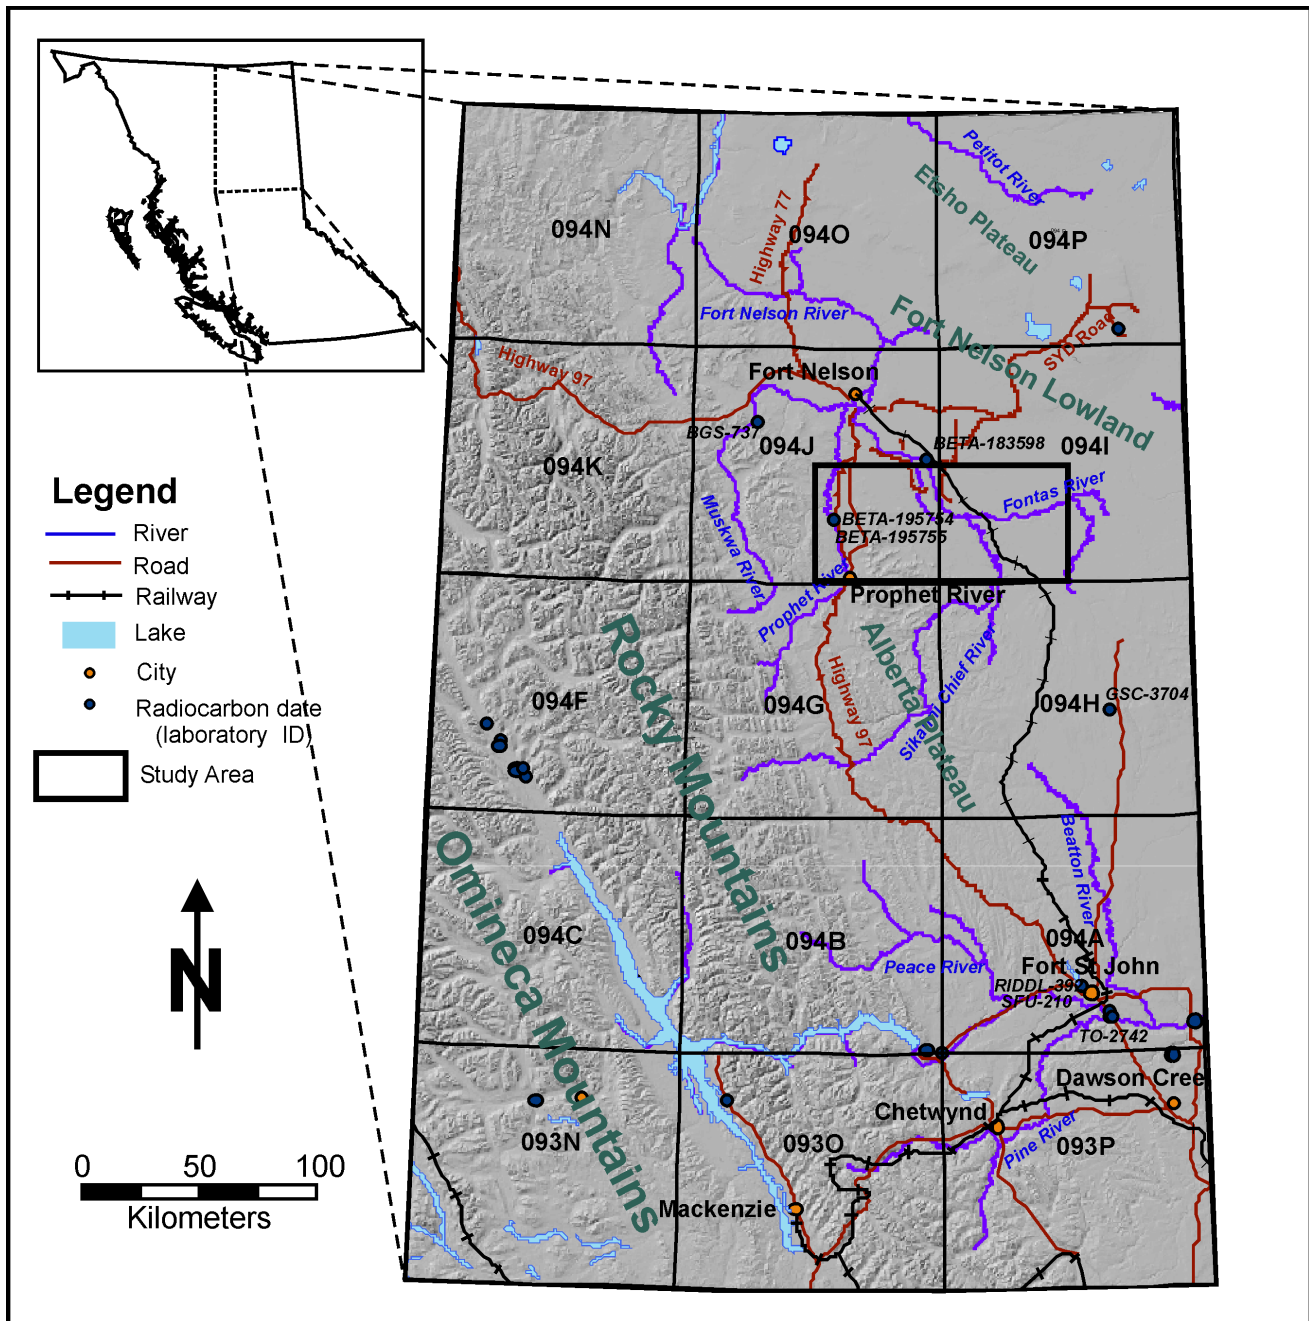 Petitot River
Etsho Plateau
094N
Highway 77
094O
094P
Fort Nelson River
Fort Nelson Lowland
SYD Road
Highway 97
Fort Nelson
BGS-737
094J
BETA-183598
094I
094K
Legend
River
Road
Railway
Lake
City
Radiocarbon date
(laboratory ID)
Study Area
Muskwa River
Fontas River
BETA-195754
BETA-195755
Prophet River
Prophet River
Rocky Mountains
Alberta Plateau
Sikanni Chief River
Highway 97
094F
094G
094H
GSC-3704
Omineca Mountains
Beatton River
094C
094B
094A
Peace River
Fort St John
RIDDL-392
SFU-210
TO-2742
N
Dawson Cree
Chetwynd
093N
093O
Pine River
093P
Mackenzie
0 50 100
Kilometers